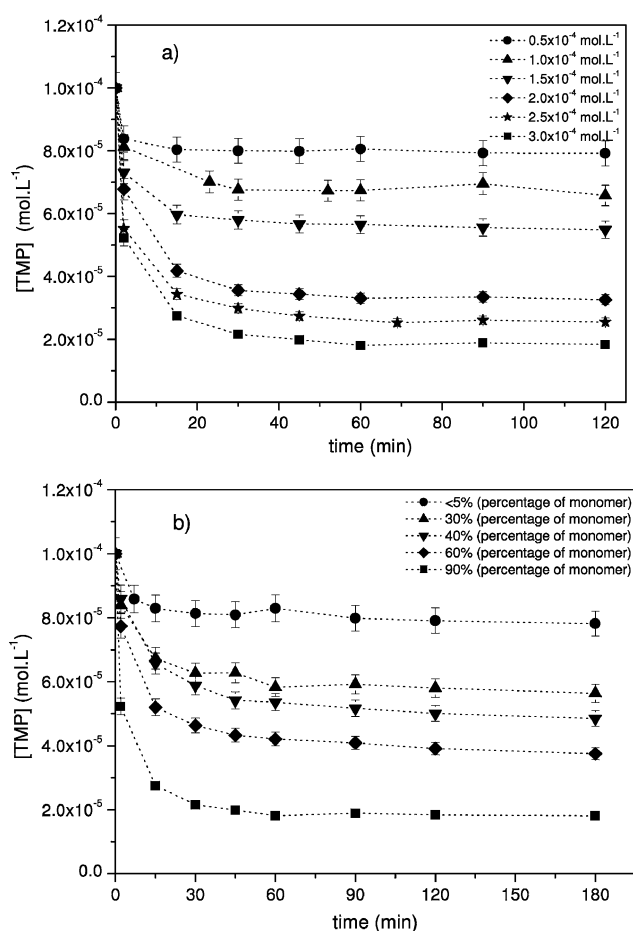 1.2x10⁻⁴
1.0x10⁻⁴
8.0x10⁻⁵
6.0x10⁻⁵
4.0x10⁻⁵
2.0x10⁻⁵
0.0
[TMP] (mol.L⁻¹)
a)
0.5x10⁻⁴ mol.L⁻¹
1.0x10⁻⁴ mol.L⁻¹
1.5x10⁻⁴ mol.L⁻¹
2.0x10⁻⁴ mol.L⁻¹
2.5x10⁻⁴ mol.L⁻¹
3.0x10⁻⁴ mol.L⁻¹
0 20 40 60 80 100 120
time (min)
1.2x10⁻⁴
1.0x10⁻⁴
8.0x10⁻⁵
6.0x10⁻⁵
4.0x10⁻⁵
2.0x10⁻⁵
0.0
[TMP] (mol.L⁻¹)
b)
<5% (percentage of monomer)
30% (percentage of monomer)
40% (percentage of monomer)
60% (percentage of monomer)
90% (percentage of monomer)
0 30 60 90 120 150 180
time (min)